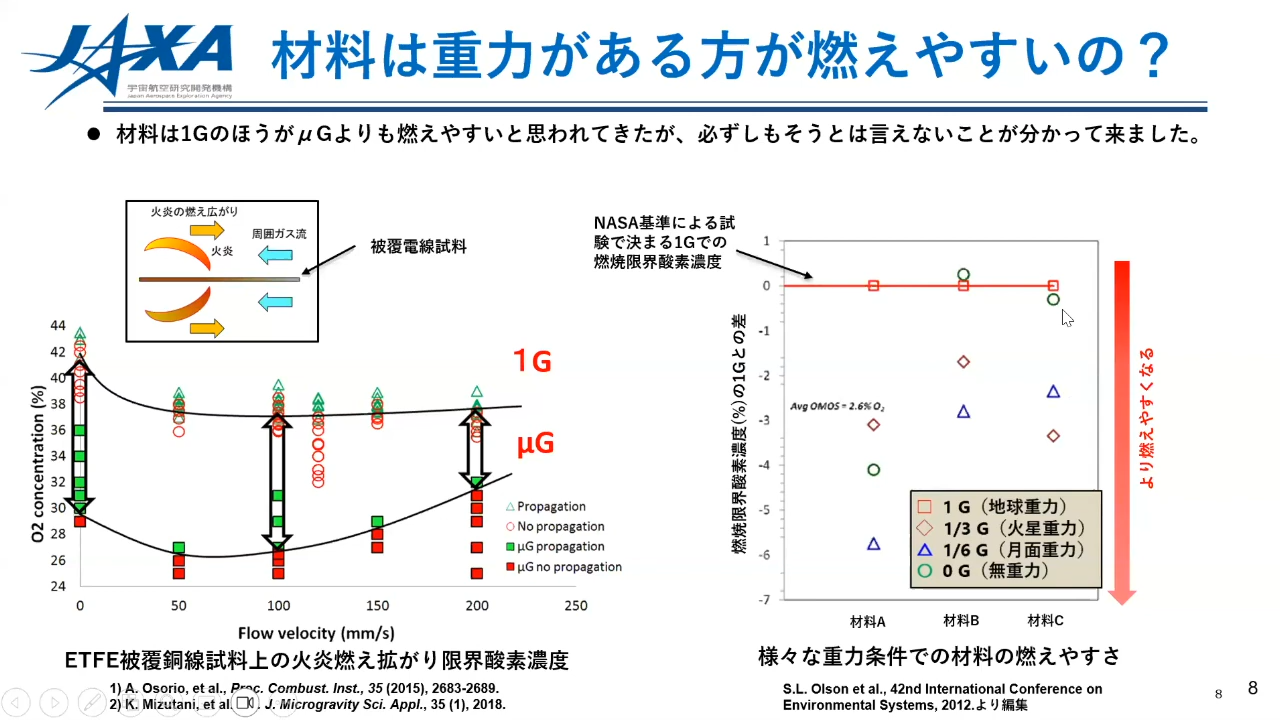 JAXA
宇宙航空研究開発機構
Japan Aerospace Exploration Agency
材料は重力がある方が燃えやすいの？
● 材料は1GのほうがμGよりも燃えやすいと思われてきたが、必ずしもそうとは言えないことが分かって来ました。
火炎の燃え広がり
火炎
周囲ガス流
被覆電線試料
44
42
40
38
36
34
32
30
28
26
24
O2 concentration (%)
0
50
100
150
200
250
Flow velocity (mm/s)
1G
μG
Propagation
No propagation
μG propagation
μG no propagation
ETFE被覆銅線試料上の火炎燃え拡がり限界酸素濃度
1) A. Osorio, et al., Proc. Combust. Inst., 35 (2015), 2683-2689.
2) K. Mizutani, et al. J. Microgravity Sci. Appl., 35 (1), 2018.
NASA基準による試
験で決まる1Gでの
燃焼限界酸素濃度
燃焼限界酸素濃度(%)の1Gとの差
1
0
-1
-2
-3
-4
-5
-6
-7
Avg OMOS = 2.6% O2
1 G（地球重力）
1/3 G（火星重力）
1/6 G（月面重力）
0 G（無重力）
材料A
材料B
材料C
より燃えやすくなる
様々な重力条件での材料の燃えやすさ
S.L. Olson et al., 42nd International Conference on
Environmental Systems, 2012.より編集
8
8